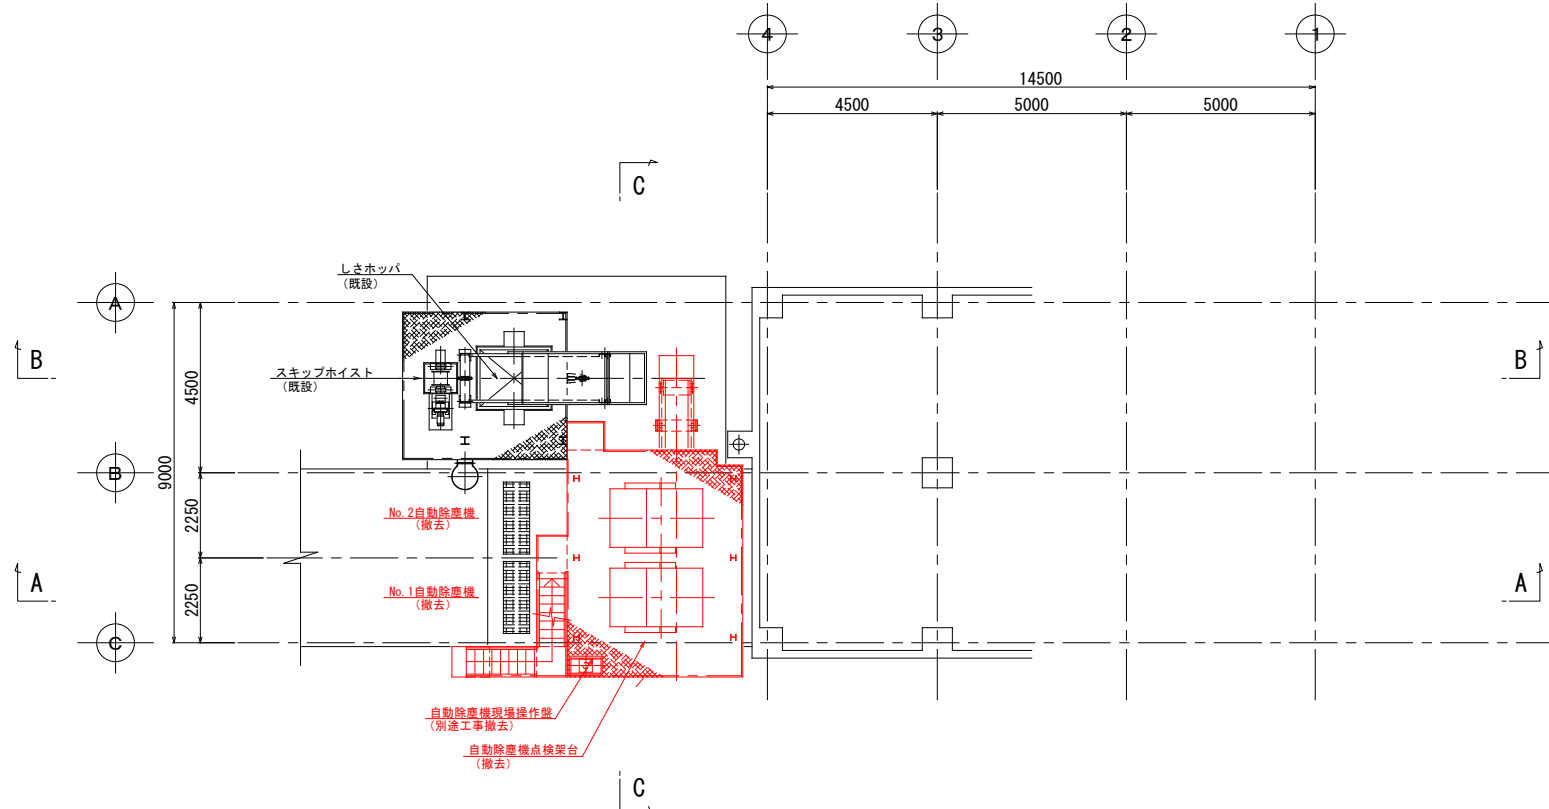 4
3
2
1
14500
4500
5000
5000
C
しさホッパ
(既設)
A
B
B
スキップホイスト
(既設)
4500
9000
B
No.2自動除塵機
(撤去)
2250
A
A
No.1自動除塵機
(撤去)
2250
C
自動除塵機現場操作盤
(別途工事撤去)
自動除塵機点検架台
(撤去)
C